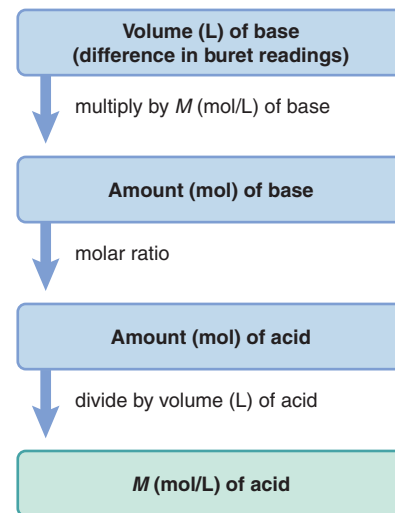 Volume (L) of base
(difference in buret readings)
multiply by M (mol/L) of base
Amount (mol) of base
molar ratio
Amount (mol) of acid
divide by volume (L) of acid
M (mol/L) of acid